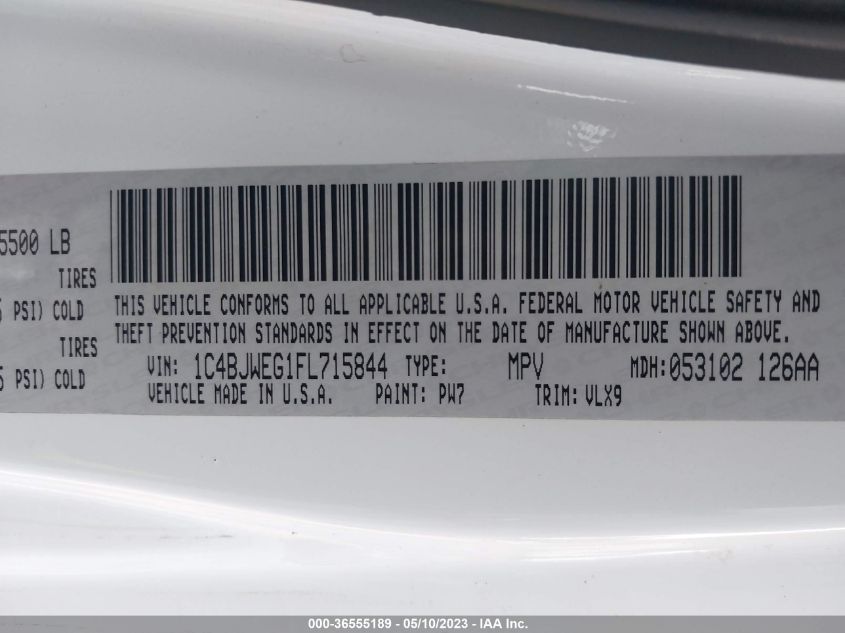 5500 LB
TIRES
PSI) COLD
TIRES
PSI) COLD
THIS VEHICLE CONFORMS TO ALL APPLICABLE U.S.A. FEDERAL MOTOR VEHICLE SAFETY AND
THEFT PREVENTION STANDARDS IN EFFECT ON THE DATE OF MANUFACTURE SHOWN ABOVE.
VIN: 1C4BJWEG1FL715844 TYPE: MPV MDH: 053102 126AA
VEHICLE MADE IN U.S.A. PAINT: PW7 TRIM: VLX9
000-36555189 - 05/10/2023 - IAA Inc.